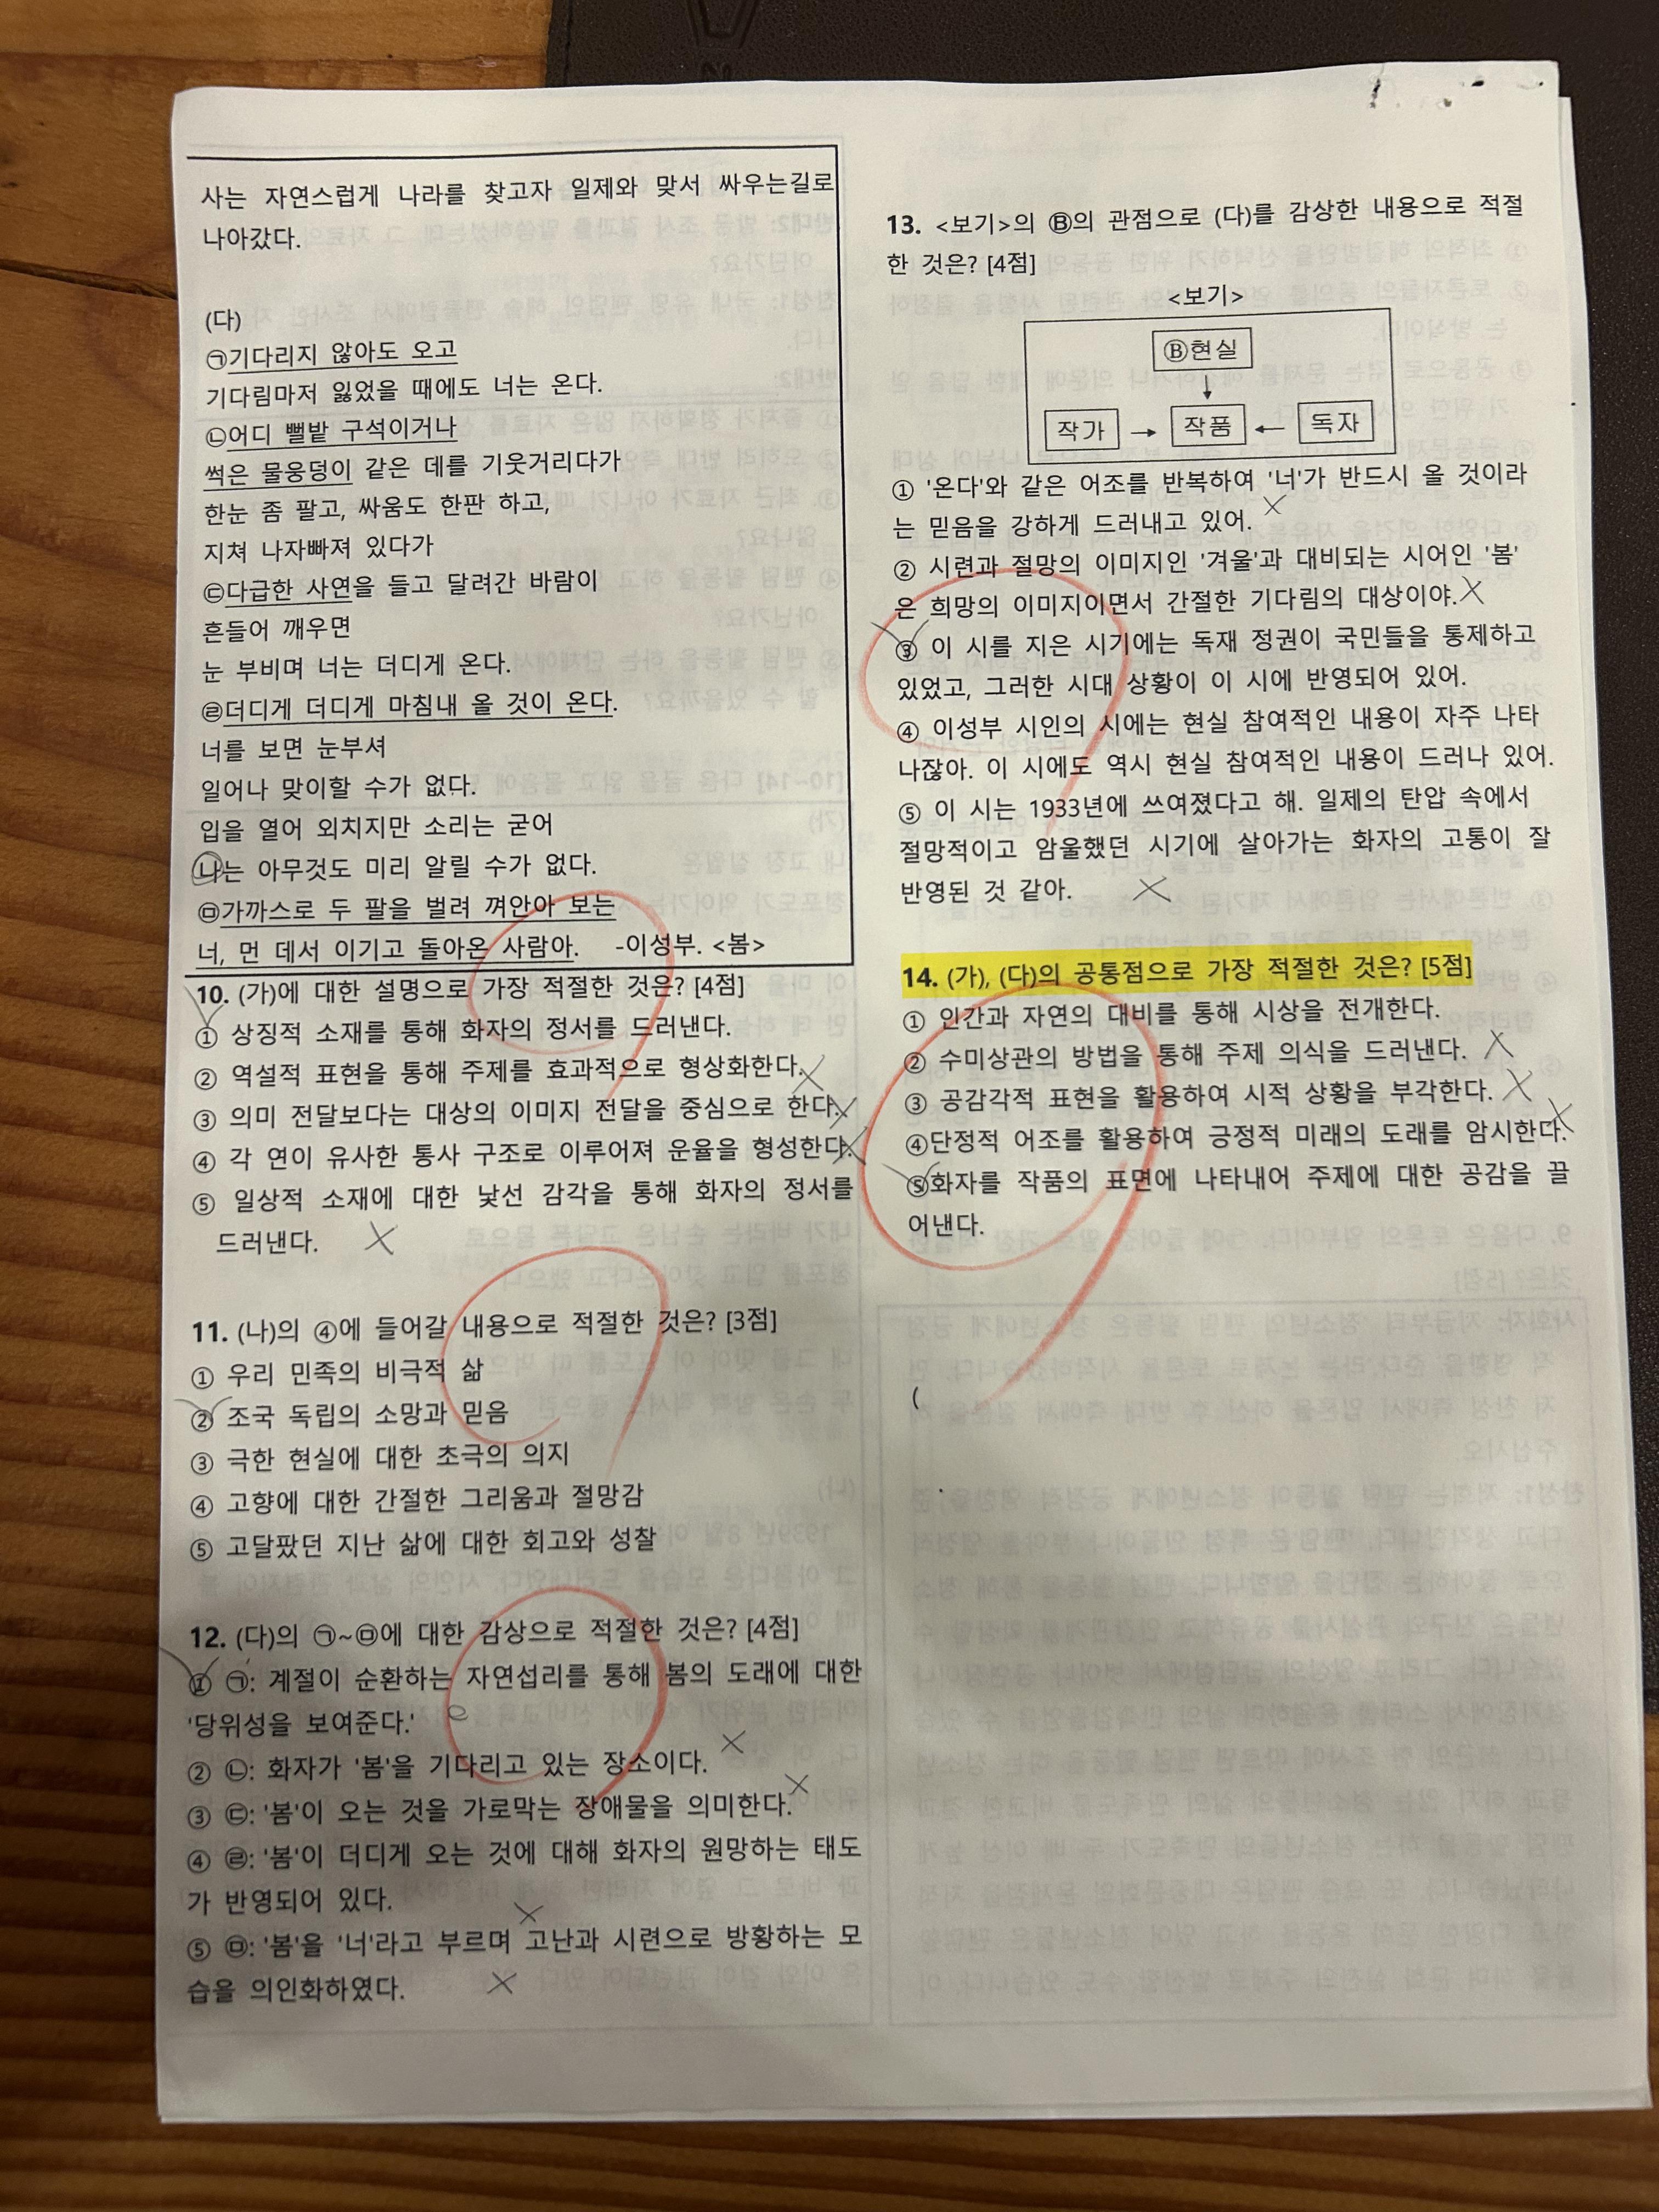 사는 자연스럽게 나라를 찾고자 일제와 맞서 싸우는길로
나아갔다.
(다)
㉠기다리지 않아도 오고
기다림마저 잃었을 때에도 너는 온다.
㉡어디 뻘밭 구석이거나
썩은 물웅덩이 같은 데를 기웃거리다가
한눈 좀 팔고, 싸움도 한판 하고,
지쳐 나자빠져 있다가
㉢다급한 사연을 들고 달려간 바람이
흔들어 깨우면
눈 부비며 너는 더디게 온다.
㉣더디게 더디게 마침내 올 것이 온다.
너를 보면 눈부셔
일어나 맞이할 수가 없다.
입을 열어 외치지만 소리는 굳어
나는 아무것도 미리 알릴 수가 없다.
㉤가까스로 두 팔을 벌려 껴안아 보는
너, 먼 데서 이기고 돌아온 사람아. -이성부. <봄>
10. (가)에 대한 설명으로 가장 적절한 것은? [4점]
① 상징적 소재를 통해 화자의 정서를 드러낸다.
② 역설적 표현을 통해 주제를 효과적으로 형상화한다.
③ 의미 전달보다는 대상의 이미지 전달을 중심으로 한다.
④ 각 연이 유사한 통사 구조로 이루어져 운율을 형성한다.
⑤ 일상적 소재에 대한 낯선 감각을 통해 화자의 정서를
드러낸다.
11. (나)의 ④에 들어갈 내용으로 적절한 것은? [3점]
① 우리 민족의 비극적 삶
② 조국 독립의 소망과 믿음
③ 극한 현실에 대한 초극의 의지
④ 고향에 대한 간절한 그리움과 절망감
⑤ 고달팠던 지난 삶에 대한 회고와 성찰
12. (다)의 ㉠~㉤에 대한 감상으로 적절한 것은? [4점]
① ㉠: 계절이 순환하는 자연섭리를 통해 봄의 도래에 대한
'당위성을 보여준다.'
② ㉡: 화자가 '봄'을 기다리고 있는 장소이다.
③ ㉢: '봄'이 오는 것을 가로막는 장애물을 의미한다.
④ ㉣: '봄'이 더디게 오는 것에 대해 화자의 원망하는 태도
가 반영되어 있다.
⑤ ㉤: '봄'을 '너'라고 부르며 고난과 시련으로 방황하는 모
습을 의인화하였다.
13. <보기>의 Ⓑ의 관점으로 (다)를 감상한 내용으로 적절
한 것은? [4점]
<보기>
Ⓑ현실
↓
작가 → 작품 ← 독자
① '온다'와 같은 어조를 반복하여 '너'가 반드시 올 것이라
는 믿음을 강하게 드러내고 있어.
② 시련과 절망의 이미지인 '겨울'과 대비되는 시어인 '봄'
은 희망의 이미지이면서 간절한 기다림의 대상이야.
③ 이 시를 지은 시기에는 독재 정권이 국민들을 통제하고
있었고, 그러한 시대 상황이 이 시에 반영되어 있어.
④ 이성부 시인의 시에는 현실 참여적인 내용이 자주 나타
나잖아. 이 시에도 역시 현실 참여적인 내용이 드러나 있어.
⑤ 이 시는 1933년에 쓰여졌다고 해. 일제의 탄압 속에서
절망적이고 암울했던 시기에 살아가는 화자의 고통이 잘
반영된 것 같아.
14. (가), (다)의 공통점으로 가장 적절한 것은? [5점]
① 인간과 자연의 대비를 통해 시상을 전개한다.
② 수미상관의 방법을 통해 주제 의식을 드러낸다.
③ 공감각적 표현을 활용하여 시적 상황을 부각한다.
④단정적 어조를 활용하여 긍정적 미래의 도래를 암시한다.
⑤화자를 작품의 표면에 나타내어 주제에 대한 공감을 끌
어낸다.